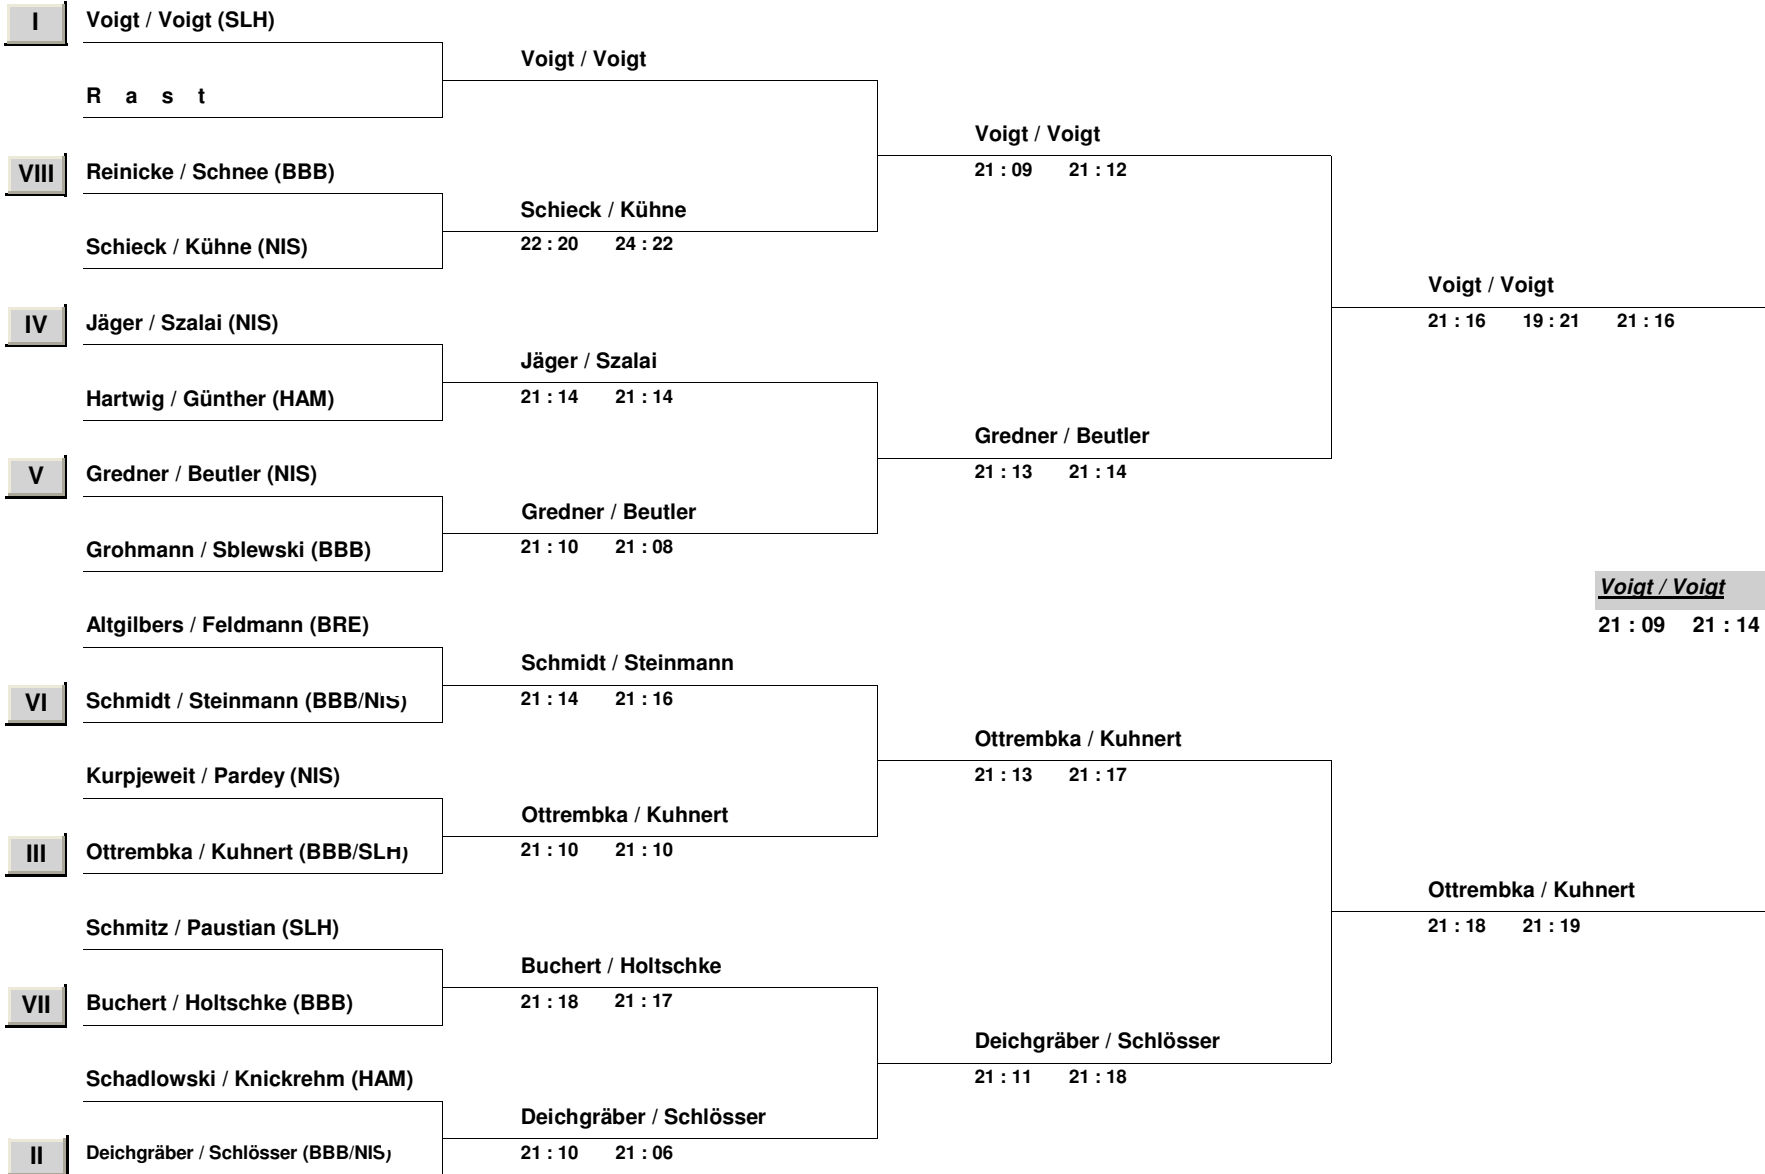 I Voigt / Voigt (SLH)
Voigt / Voigt
R a s t
Voigt / Voigt
21 : 09 21 : 12
VIII Reinicke / Schnee (BBB)
Schieck / Kühne
22 : 20 24 : 22
Schieck / Kühne (NIS)
Voigt / Voigt
21 : 16 19 : 21 21 : 16
IV Jäger / Szalai (NIS)
Jäger / Szalai
21 : 14 21 : 14
Hartwig / Günther (HAM)
Gredner / Beutler
21 : 13 21 : 14
V Gredner / Beutler (NIS)
Gredner / Beutler
21 : 10 21 : 08
Grohmann / Sblewski (BBB)
Voigt / Voigt
21 : 09 21 : 14
Altgilbers / Feldmann (BRE)
Schmidt / Steinmann
21 : 14 21 : 16
VI Schmidt / Steinmann (BBB/NIS)
Ottrembka / Kuhnert
21 : 13 21 : 17
Kurpjeweit / Pardey (NIS)
Ottrembka / Kuhnert
21 : 10 21 : 10
III Ottrembka / Kuhnert (BBB/SLH)
Ottrembka / Kuhnert
21 : 18 21 : 19
Schmitz / Paustian (SLH)
Buchert / Holtschke
21 : 18 21 : 17
VII Buchert / Holtschke (BBB)
Deichgräber / Schlösser
21 : 11 21 : 18
Schadlowski / Knickrehm (HAM)
Deichgräber / Schlösser
21 : 10 21 : 06
II Deichgräber / Schlösser (BBB/NIS)